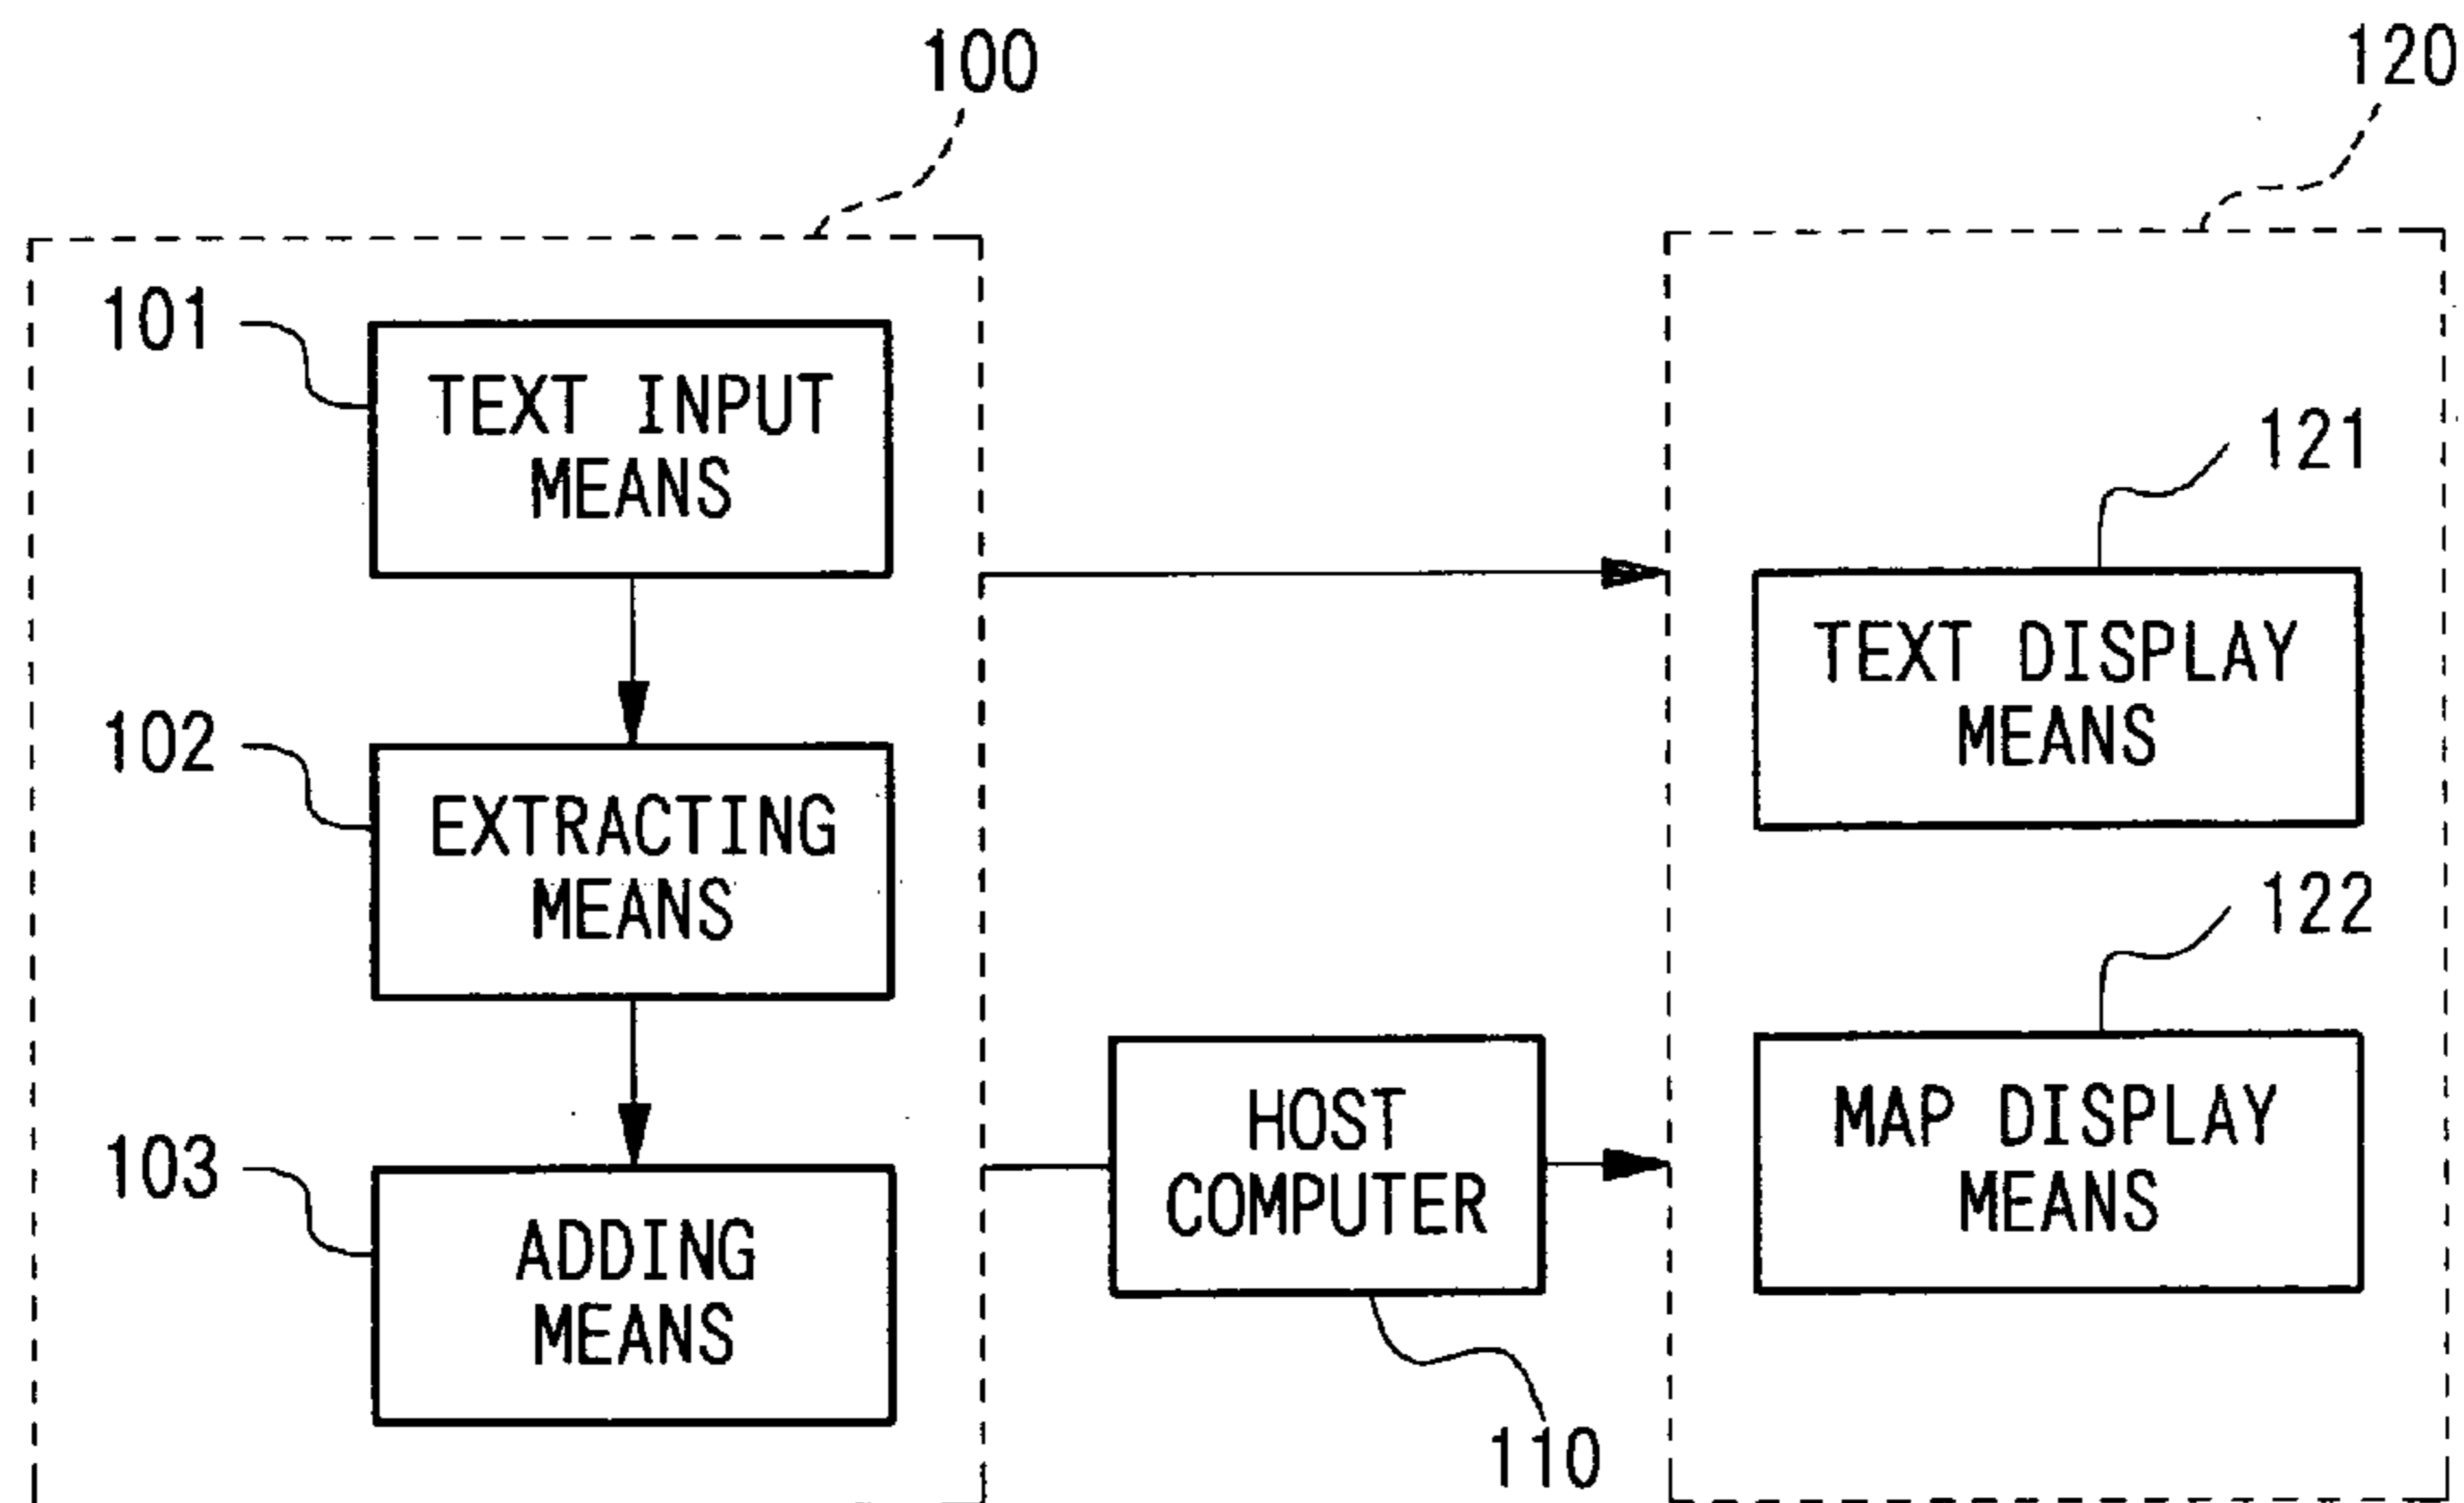 100
120
101
TEXT INPUT
MEANS
121
TEXT DISPLAY
MEANS
102
EXTRACTING
MEANS
122
HOST
COMPUTER
MAP DISPLAY
MEANS
103
ADDING
MEANS
110